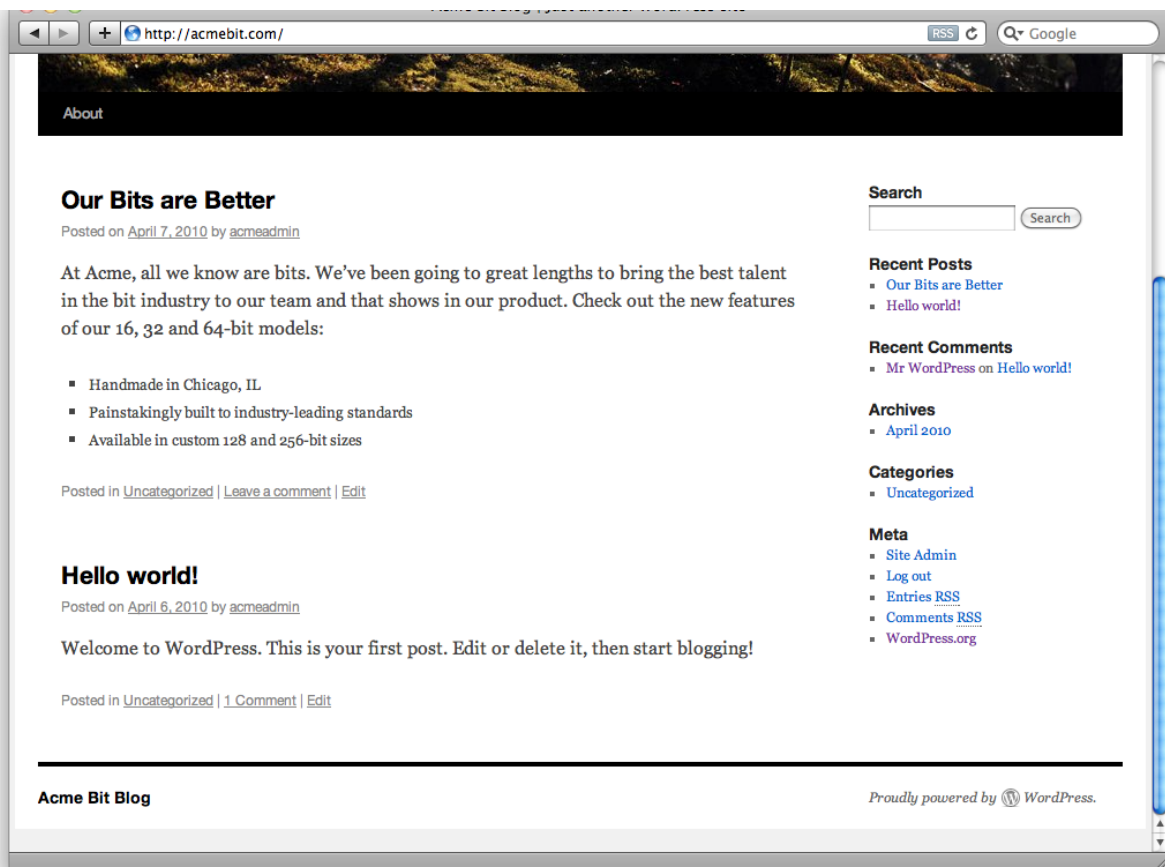 http://acmebit.com/
RSS
Google
About
Our Bits are Better
Posted on April 7, 2010 by acmeadmin
At Acme, all we know are bits. We've been going to great lengths to bring the best talent
in the bit industry to our team and that shows in our product. Check out the new features
of our 16, 32 and 64-bit models:
Handmade in Chicago, IL
Painstakingly built to industry-leading standards
Available in custom 128 and 256-bit sizes
Posted in Uncategorized | Leave a comment | Edit
Hello world!
Posted on April 6, 2010 by acmeadmin
Welcome to WordPress. This is your first post. Edit or delete it, then start blogging!
Posted in Uncategorized | 1 Comment | Edit
Search
Search
Recent Posts
Our Bits are Better
Hello world!
Recent Comments
Mr WordPress on Hello world!
Archives
April 2010
Categories
Uncategorized
Meta
Site Admin
Log out
Entries RSS
Comments RSS
WordPress.org
Acme Bit Blog
Proudly powered by WordPress.